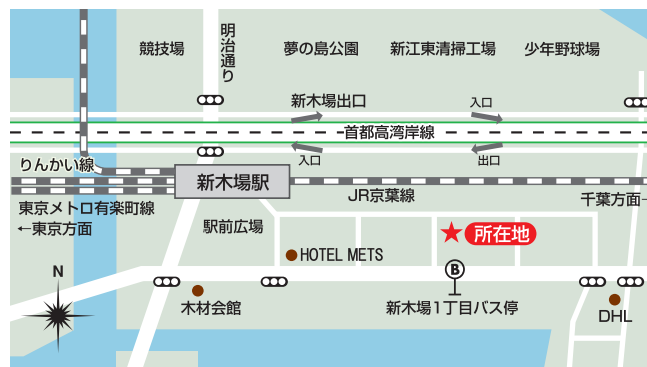 競技場
明治通り
夢の島公園
新江東清掃工場
少年野球場
新木場出口
入口
首都高湾岸線
入口
出口
りんかい線
新木場駅
JR京葉線
千葉方面→
東京メトロ有楽町線
←東京方面
駅前広場
所在地
HOTEL METS
N
B
木材会館
新木場1丁目バス停
DHL